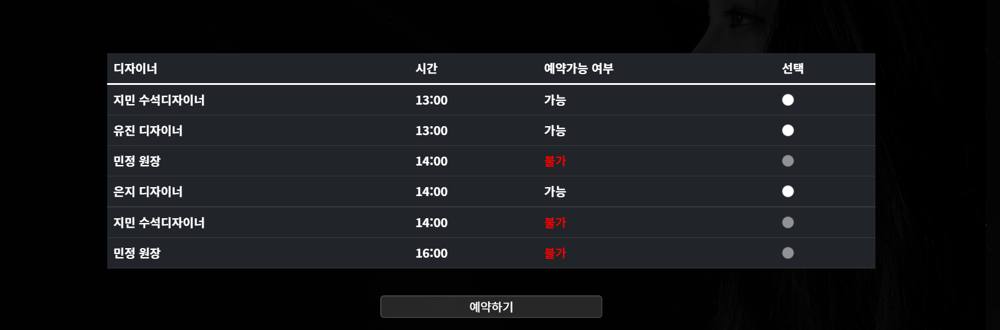 디자이너 시간 예약가능 여부 선택
지민 수석디자이너 13:00 가능
유진 디자이너 13:00 가능
민정 원장 14:00 불가
은지 디자이너 14:00 가능
지민 수석디자이너 14:00 불가
민정 원장 16:00 불가
예약하기